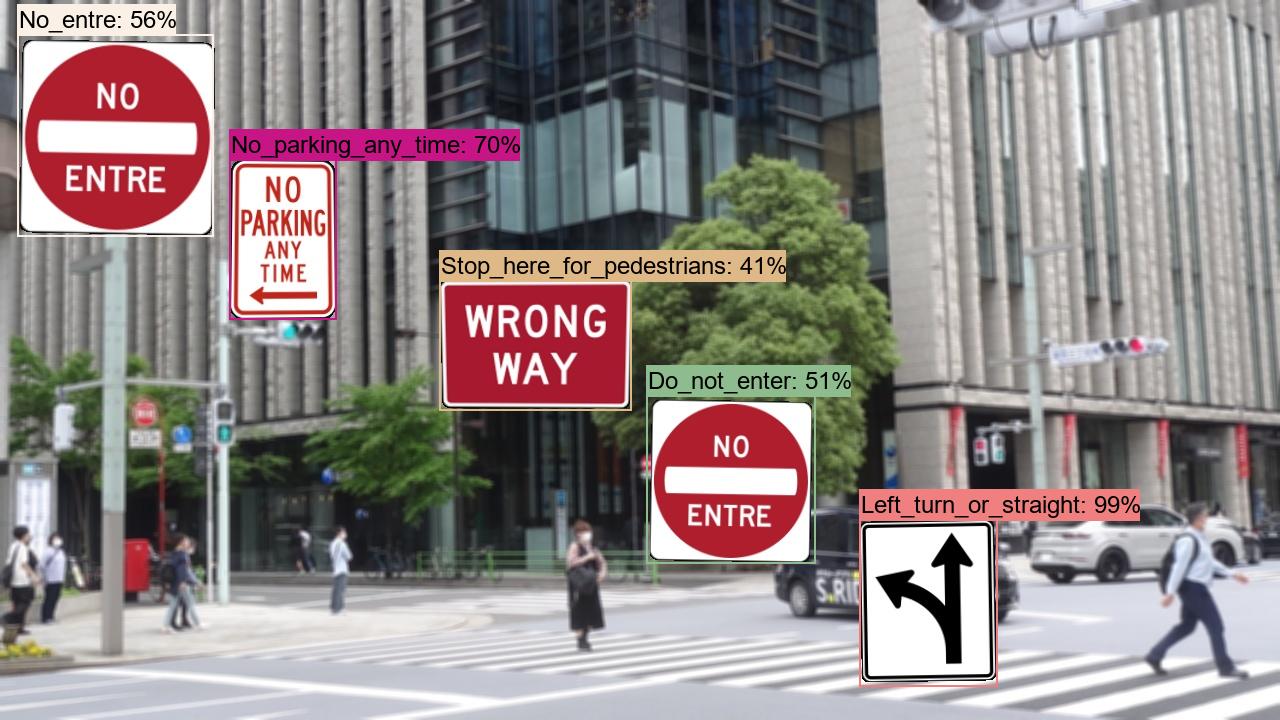 No_entre: 56%
NO
ENTRE
No_parking_any_time: 70%
NO
PARKING
ANY
TIME
Stop_here_for_pedestrians: 41%
WRONG
WAY
Do_not_enter: 51%
NO
ENTRE
Left_turn_or_straight: 99%
S.RID